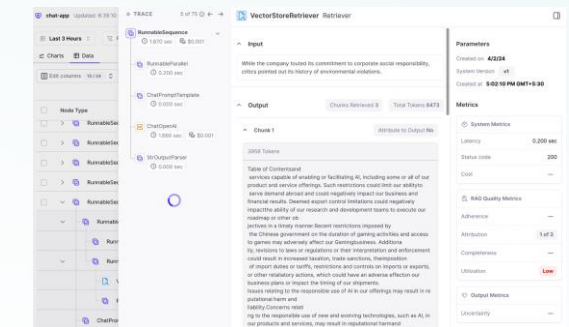 chat-app Updated 6:39:10
Last 3 Hours
Charts
Data
Edit columns
Node Type
RunnableSec
RunnableSec
RunnableSec
RunnableSec
Runnabl
Runn
Runn
ChatPro
TRACE
5 of 75
RunnableSequence
1.870 sec $0.001
RunnableParallel
0.200 sec
ChatPromptTemplate
0.000 sec
ChatOpenAI
$0.001
StrOutputParser
0.000 sec
VectorStoreRetriever Retriever
Input
While the company touted its commitment to corporate social responsibility,
critics pointed out its history of environmental violations.
Output
Chunks Retrieved 3
Total Tokens 8473
Chunk 1
Attribute to Output No
3958 Tokens
Table of Contentsand
services capable of enabling or facilitating AI, including some or all of our
product and service offerings. Such restrictions could limit our abilityto
serve demand abroad and could negatively impact our business and
financial results. Deemed export control limitations could negatively
impactthe ability of our research and development teams to execute our
roadmap or other ob
jectives in a timely manner.Recent restrictions imposed by
the Chinese government on the duration of gaming activities and access
to games may adversely affect our Gamingbusiness. Additiona
lly, revisions to laws or regulations or their interpretation and enforcement
could result in increased taxation, trade sanctions, theimposition
of import duties or tariffs, restrictions and controls on imports or exports,
or other retaliatory actions, which could have an adverse effection our
business plans or impact the timing of our shipments.
Issues relating to the responsible use of AI in our offerings may result in re
putational harm and
liability.Concerns relat
ing to the responsible use of new and evolving technologies, such as AI, in
our products and services, may result in reputational harmand
Parameters
Created on 4/2/24
System Version v1
Created at 5:02:10 PM GMT+5:30
Metrics
System Metrics
Latency 0.200 sec
Status code 200
Cost —
RAG Quality Metrics
Adherence —
Attribution 1 of 3
Completeness —
Utilization Low
Output Metrics
Uncertainty —